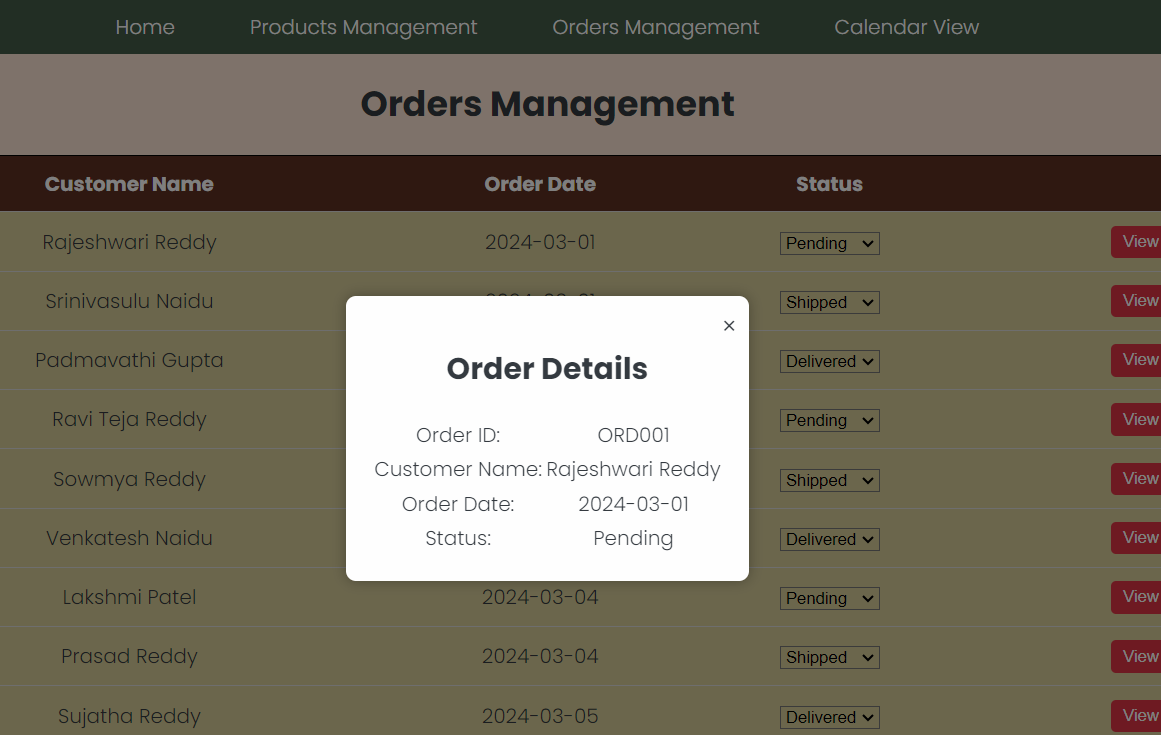 Home Products Management Orders Management Calendar View
Orders Management
Customer Name Order Date Status
Rajeshwari Reddy 2024-03-01 Pending View
Srinivasulu Naidu Shipped View
Padmavathi Gupta Delivered View
Ravi Teja Reddy Pending View
Sowmya Reddy Shipped View
Venkatesh Naidu Delivered View
Lakshmi Patel 2024-03-04 Pending View
Prasad Reddy 2024-03-04 Shipped View
Sujatha Reddy 2024-03-05 Delivered View
×
Order Details
Order ID: ORD001
Customer Name: Rajeshwari Reddy
Order Date: 2024-03-01
Status: Pending